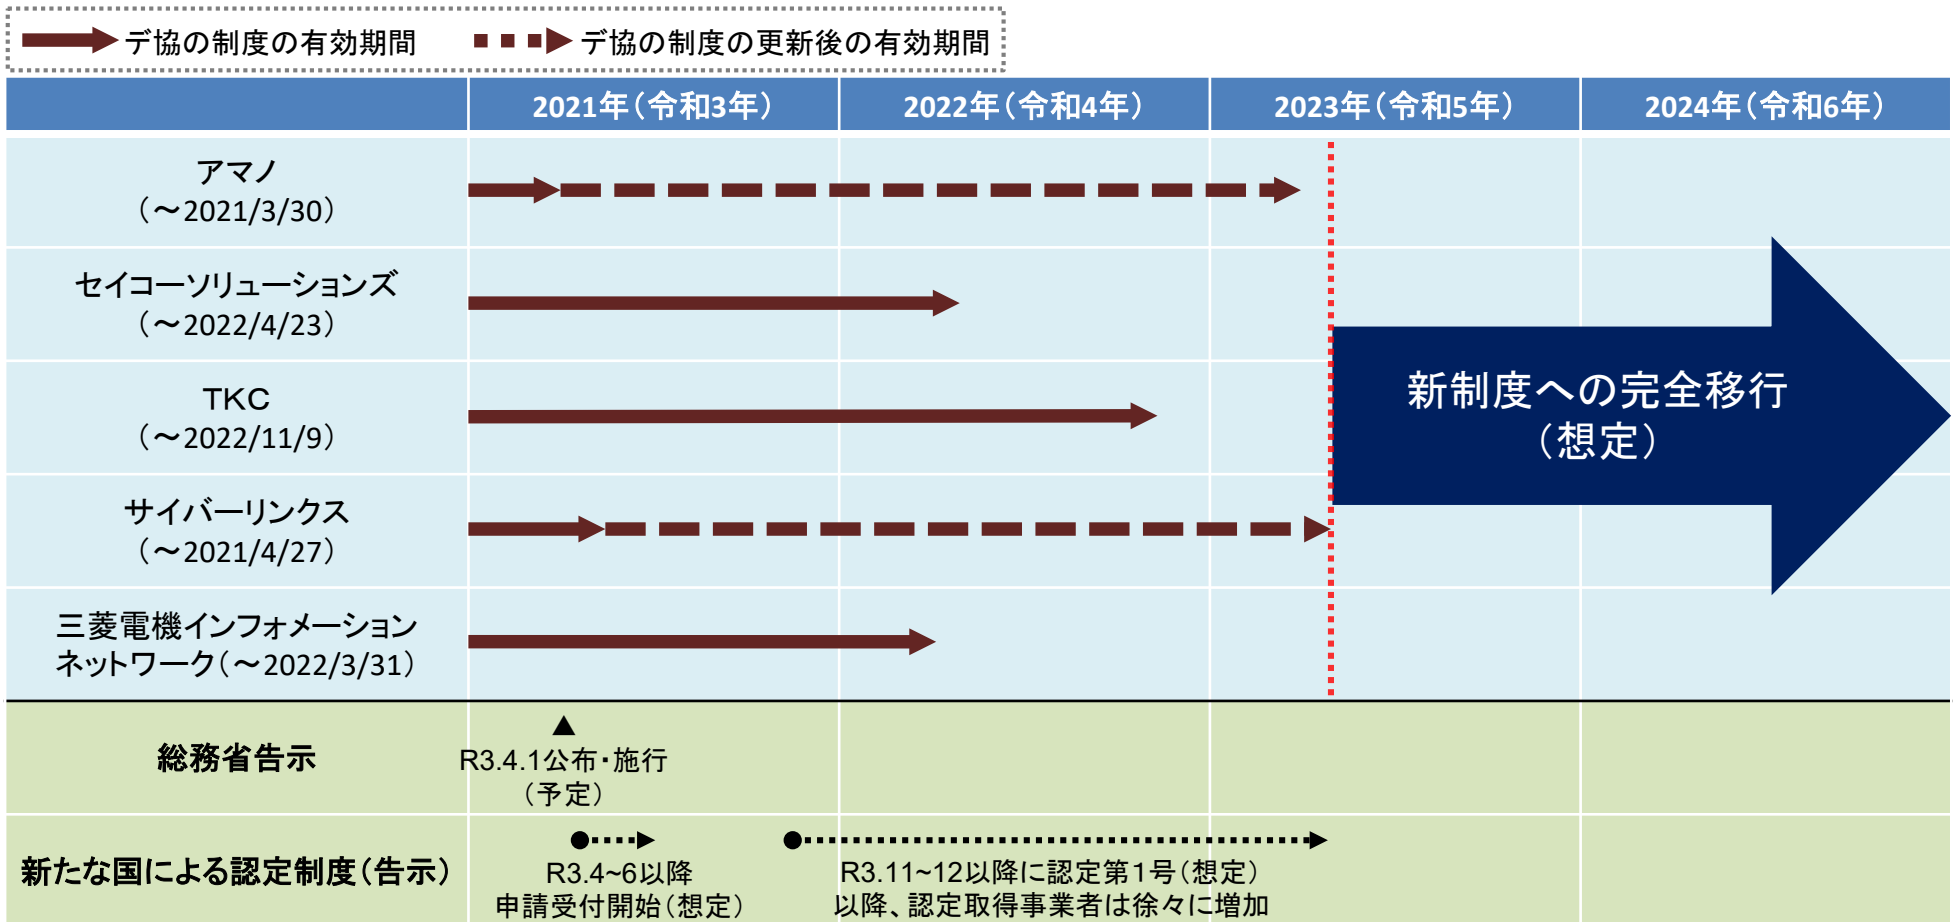 デ協の制度の有効期間
デ協の制度の更新後の有効期間
2021年（令和3年）
2022年（令和4年）
2023年（令和5年）
2024年（令和6年）
アマノ
（～2021/3/30）
セイコーソリューションズ
（～2022/4/23）
TKC
（～2022/11/9）
サイバーリンクス
（～2021/4/27）
三菱電機インフォメーション
ネットワーク（～2022/3/31）
新制度への完全移行
（想定）
総務省告示
▲
R3.4.1公布・施行
（予定）
新たな国による認定制度（告示）
R3.4~6以降
申請受付開始（想定）
R3.11~12以降に認定第１号（想定）
以降、認定取得事業者は徐々に増加